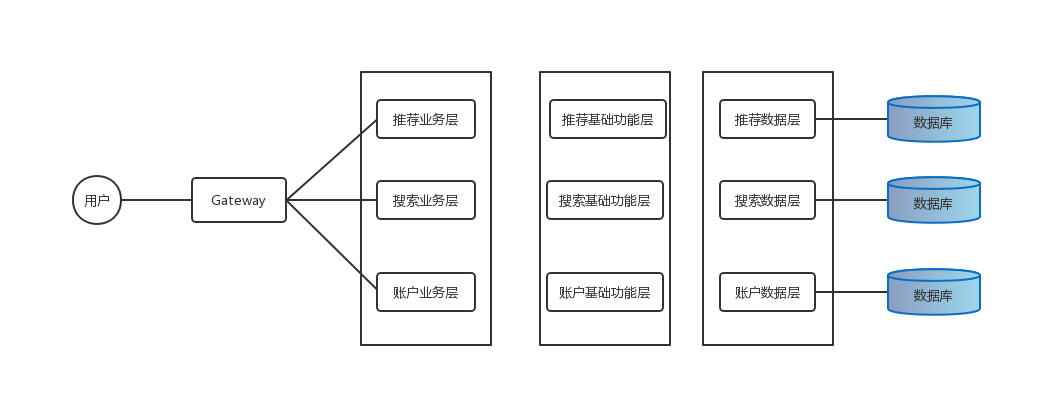 用户
Gateway
推荐业务层
搜索业务层
账户业务层
推荐基础功能层
搜索基础功能层
账户基础功能层
推荐数据层
搜索数据层
账户数据层
数据库
数据库
数据库